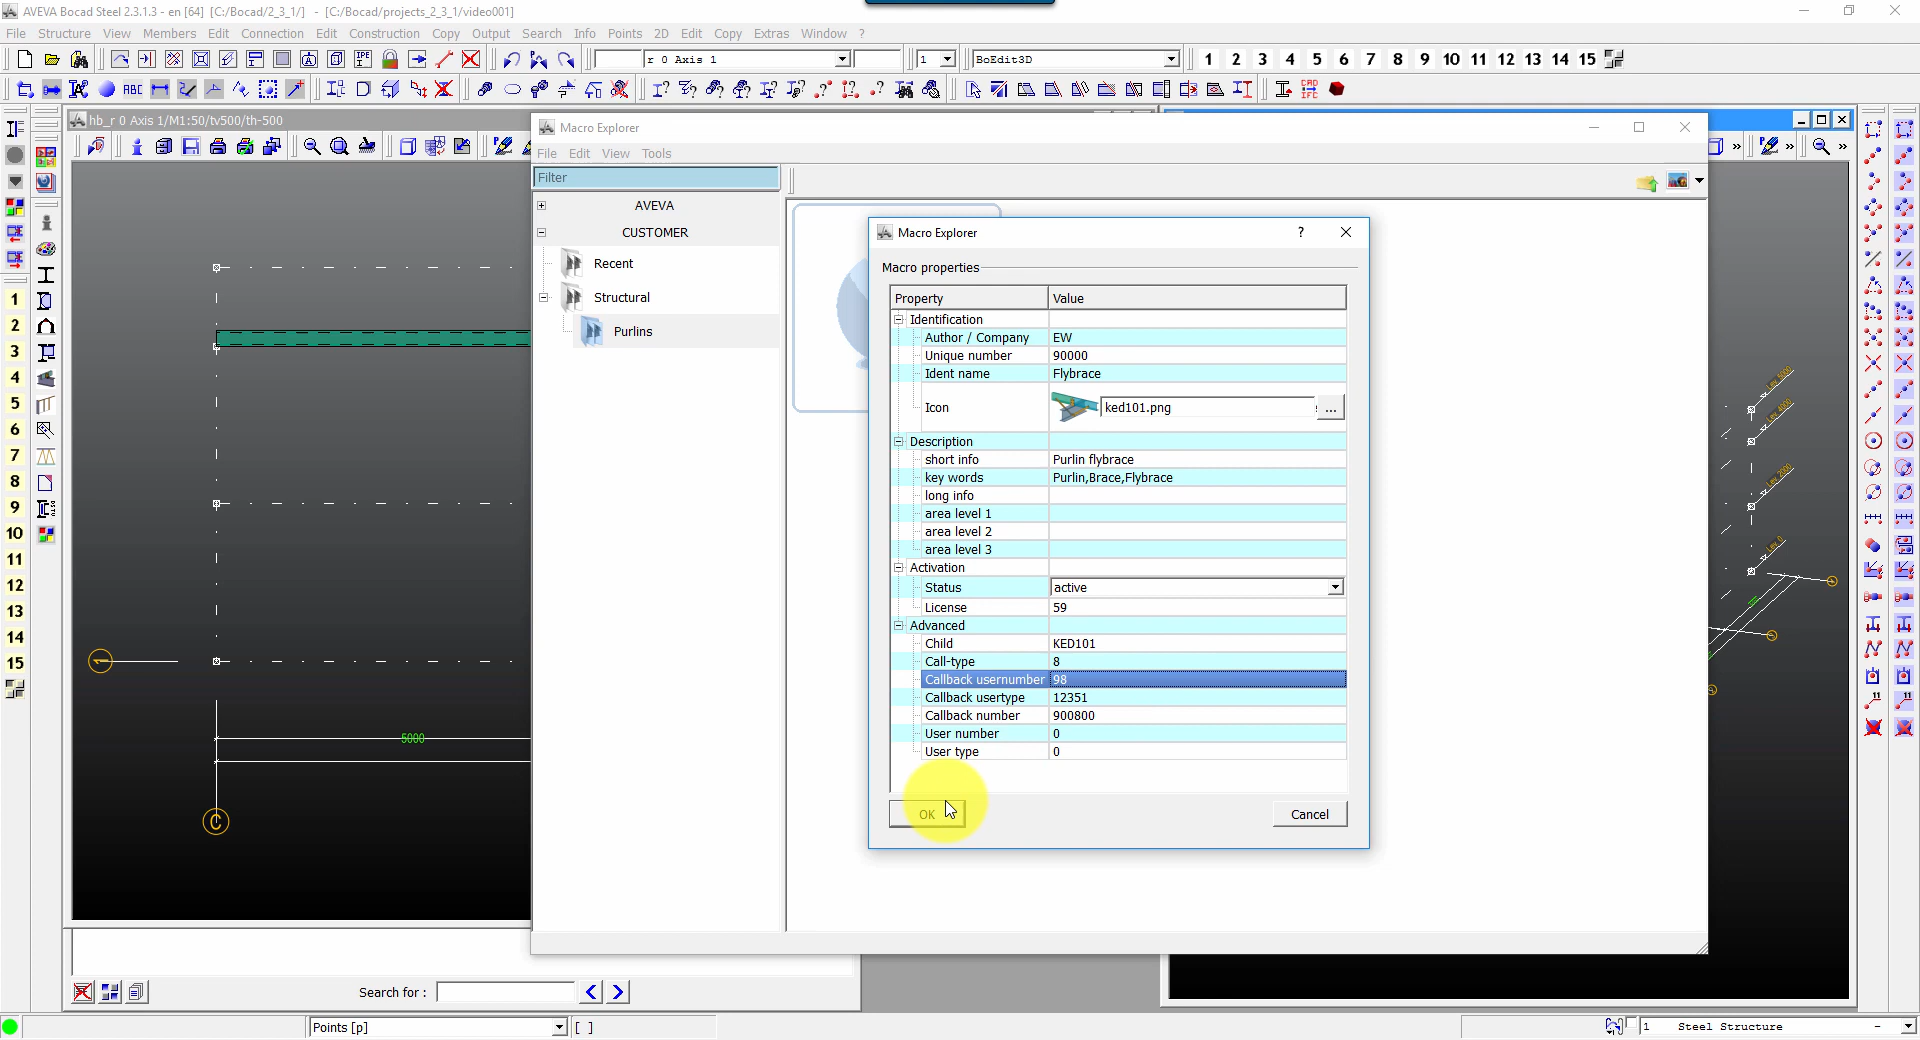 AVEVA Bocad Steel 2.3.1.3 - en [64]  [C:/Bocad/2_3_1/]  -  [C:/Bocad/projects_2_3_1/video001]
File Structure View Members Edit Connection Edit Construction Copy Output Search Info Points 2D Edit Copy Extras Window ?
r 0 Axis 1
1
BoEdit3D
1 2 3 4 5 6 7 8 9 10 11 12 13 14 15
ABC
hb_r 0 Axis 1/M1:50/tv500/th-500
Macro Explorer
File Edit View Tools
Filter
AVEVA
CUSTOMER
Recent
Structural
Purlins
Macro Explorer
?
Macro properties
Property Value
Identification
Author / Company EW
Unique number 90000
Ident name Flybrace
Icon ked101.png ...
Description
short info Purlin flybrace
key words Purlin,Brace,Flybrace
long info
area level 1
area level 2
area level 3
Activation
Status active
License 59
Advanced
Child KED101
Call-type 8
Callback usernumber 98
Callback usertype 12351
Callback number 900800
User number 0
User type 0
OK Cancel
1
2
3
4
5
6
7
8
9
10
11
12
13
14
15
1
5000
C
Search for :
Points [p] [ ]
1 Steel Structure -